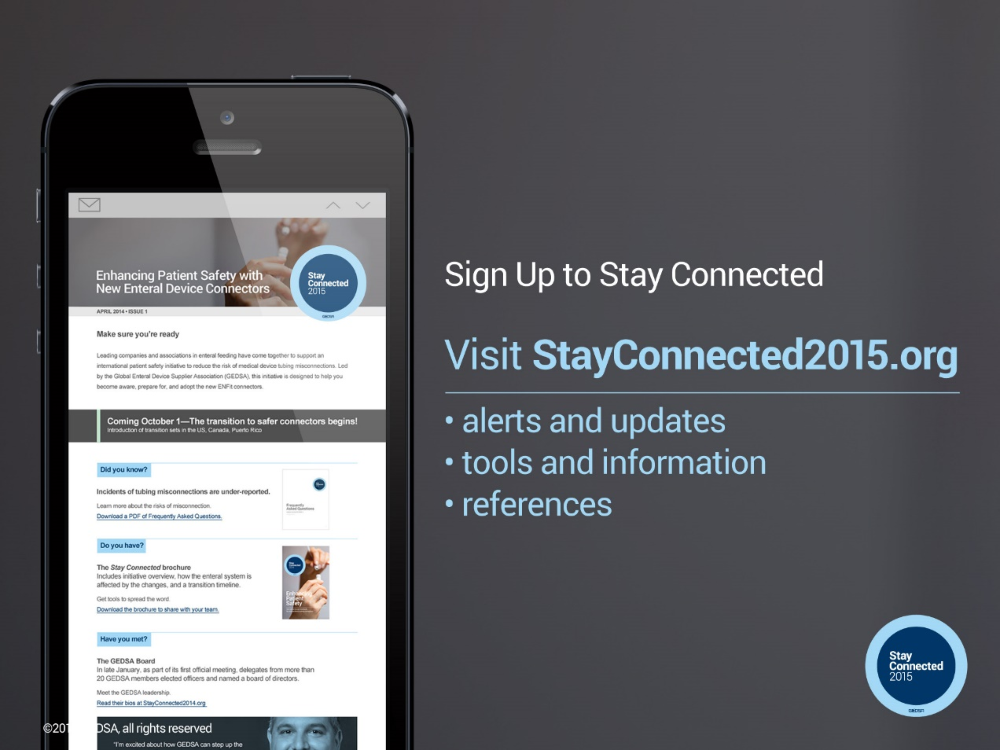 Enhancing Patient Safety with
New Enteral Device Connectors
Stay
Connected
2015
GEDSA
APRIL 2014 • ISSUE 1
Make sure you're ready
Leading companies and associations in enteral feeding have come together to support an
international patient safety initiative to reduce the risk of medical device tubing misconnections. Led
by the Global Enteral Device Supplier Association (GEDSA), this initiative is designed to help you
become aware, prepare for, and adopt the new ENFit connectors.
Coming October 1—The transition to safer connectors begins!
Introduction of transition sets in the US, Canada, Puerto Rico
Did you know?
Incidents of tubing misconnections are under-reported.
Learn more about the risks of misconnection.
Download a PDF of Frequently Asked Questions.
Frequently
Asked Questions
Do you have?
The Stay Connected brochure
Includes initiative overview, how the enteral system is
affected by the changes, and a transition timeline.
Get tools to spread the word.
Download the brochure to share with your team.
Stay
Connected
2015
Enhancing
Patient
Safety
Have you met?
The GEDSA Board
In late January, as part of its first official meeting, delegates from more than
20 GEDSA members elected officers and named a board of directors.
Meet the GEDSA leadership.
Read their bios at StayConnected2014.org
"I'm excited about how GEDSA can step up the
Sign Up to Stay Connected
Visit StayConnected2015.org
• alerts and updates
• tools and information
• references
Stay
Connected
2015
GEDSA
all rights reserved